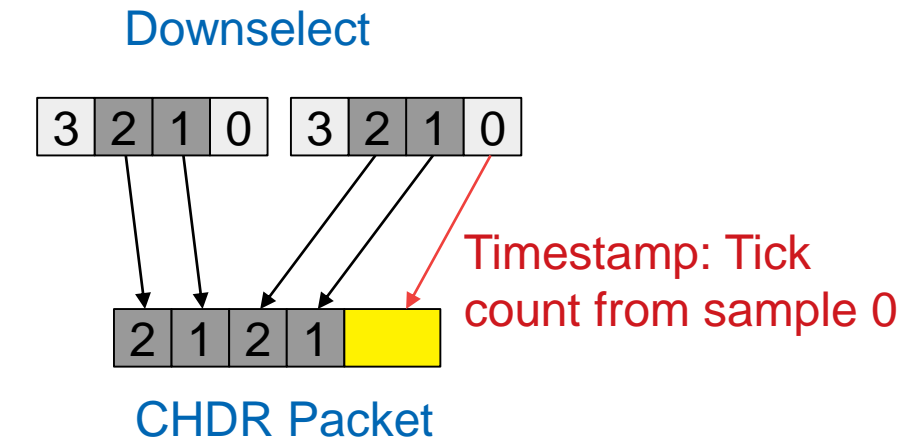 Downselect
3 2 1 0 3 2 1 0
Timestamp: Tick
count from sample 0
2 1 2 1
CHDR Packet